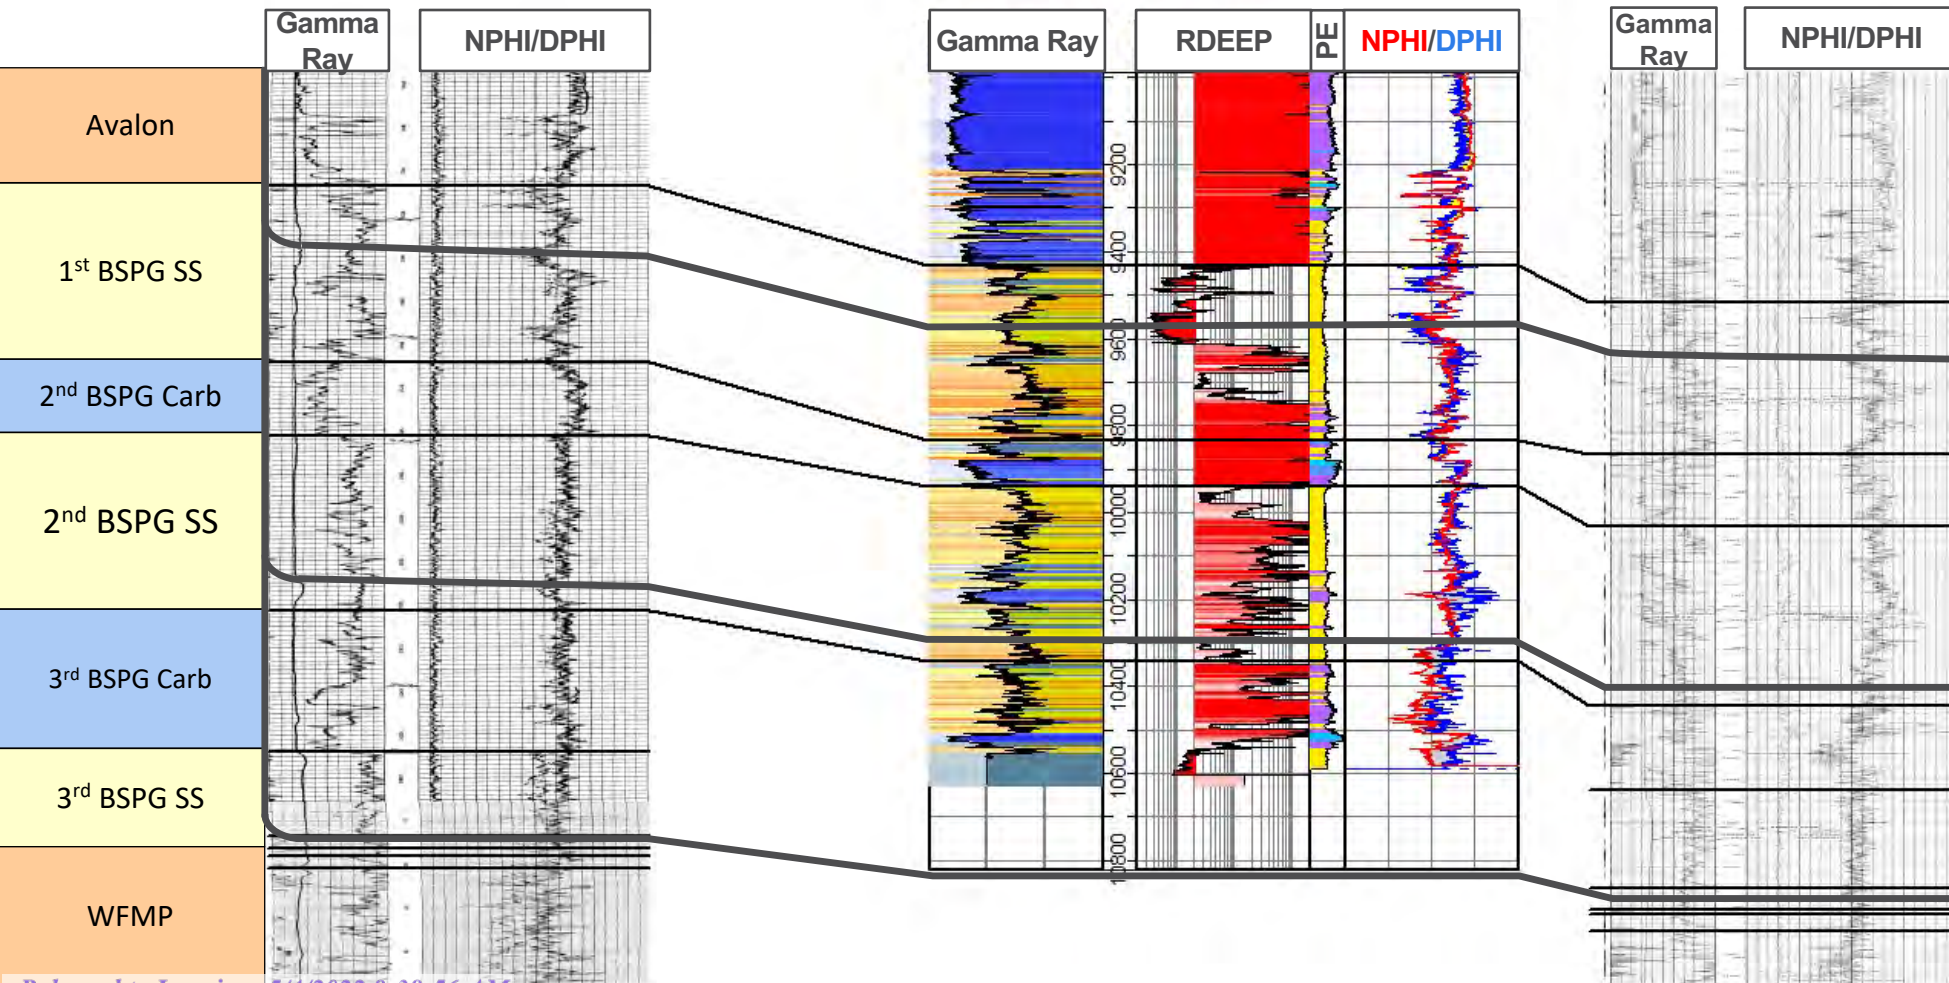 Gamma
Ray
NPHI/DPHI
Gamma Ray
RDEEP
PE
NPHI/DPHI
Gamma
Ray
NPHI/DPHI
Avalon
1st BSPG SS
2nd BSPG Carb
2nd BSPG SS
3rd BSPG Carb
3rd BSPG SS
WFMP
9200
9400
9600
9800
10000
10200
10400
10600
10800